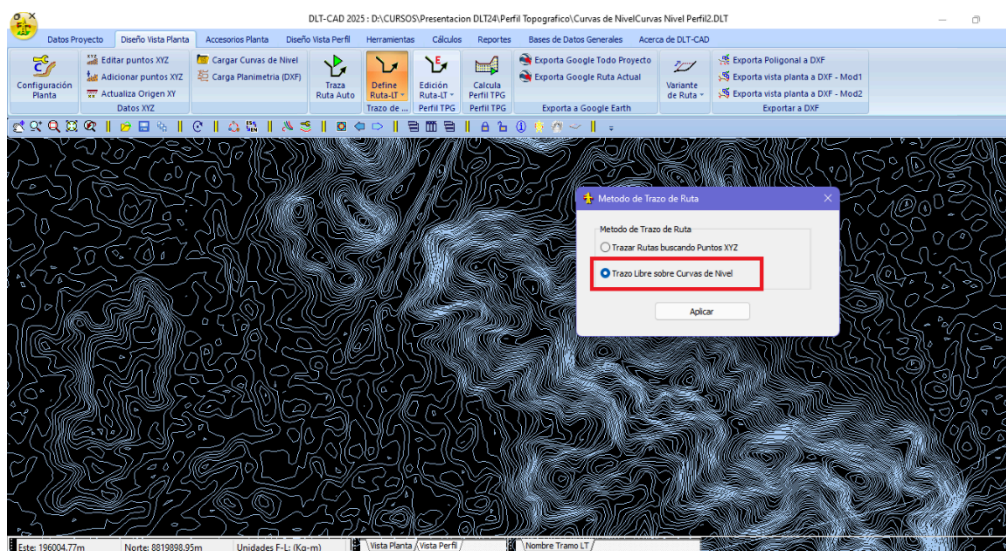 DLT-CAD 2025 : D:\CURSOS\Presentacion DLT24\Perfil Topografico\Curvas de NivelCurvas Nivel Perfil2.DLT
Datos Proyecto Diseño Vista Planta Accesorios Planta Diseño Vista Perfil Herramientas Cálculos Reportes Bases de Datos Generales Acerca de DLT-CAD
Configuración Planta
Editar puntos XYZ
Adicionar puntos XYZ
Actualiza Origen XY
Datos XYZ
Cargar Curvas de Nivel
Carga Planimetria (DXF)
Traza Ruta Auto
Define Ruta-LT
Trazo de ...
Edición Ruta-LT
Perfil TPG
Calcula Perfil TPG
Perfil TPG
Exporta Google Todo Proyecto
Exporta Google Ruta Actual
Exporta a Google Earth
Variante de Ruta
Exporta Poligonal a DXF
Exporta vista planta a DXF - Mod1
Exporta vista planta a DXF - Mod2
Exportar a DXF
Metodo de Trazo de Ruta
Metodo de Trazo de Ruta
Trazar Rutas buscando Puntos XYZ
Trazo Libre sobre Curvas de Nivel
Aplicar
Este: 196004.77m Norte: 8819898.95m Unidades F-L: (Kg-m) Vista Planta Vista Perfil Nombre Tramo LT